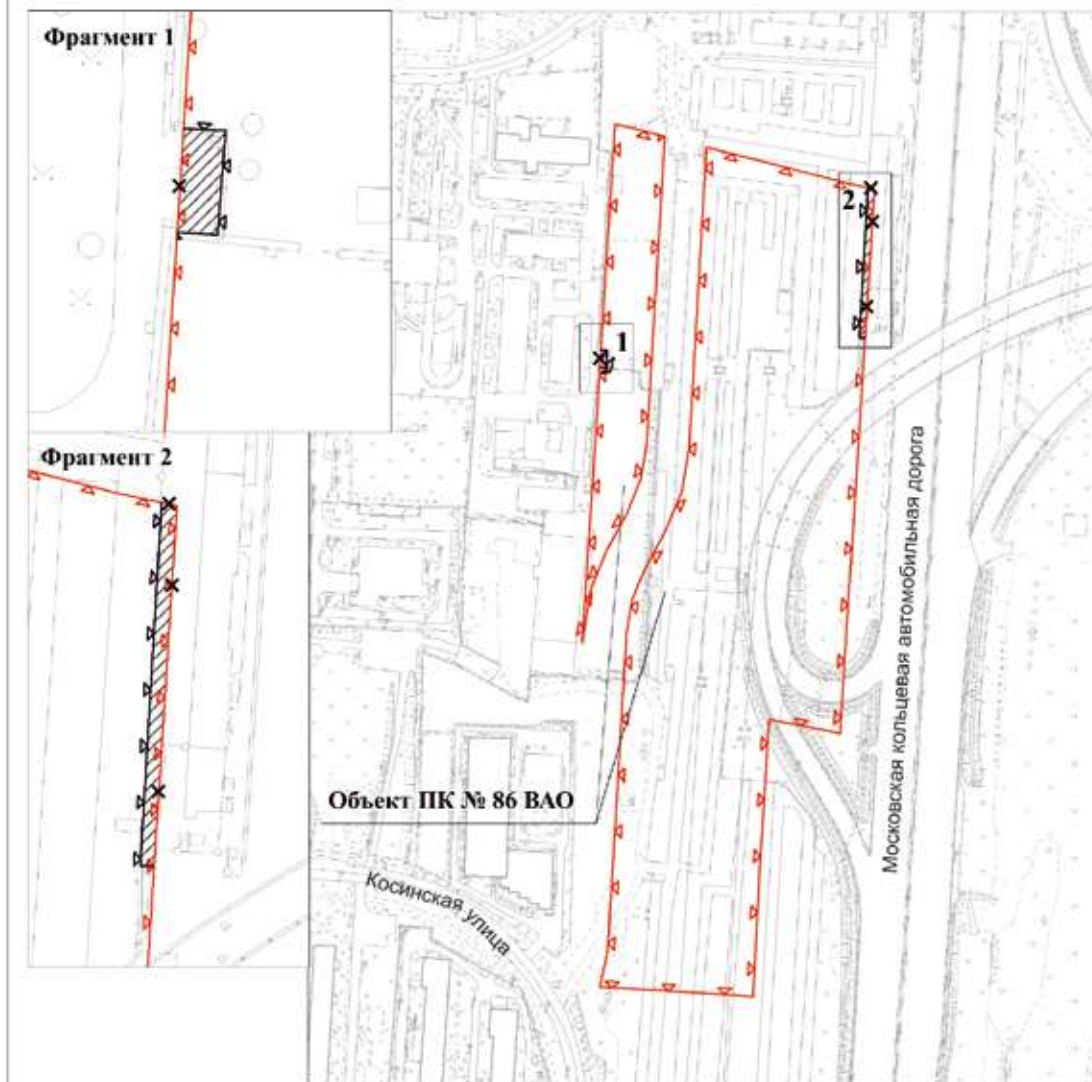 Фрагмент 1
1
2
Фрагмент 2
Московская кольцевая автомобильная дорога
Объект ПК № 86 ВАО
Косинская улица